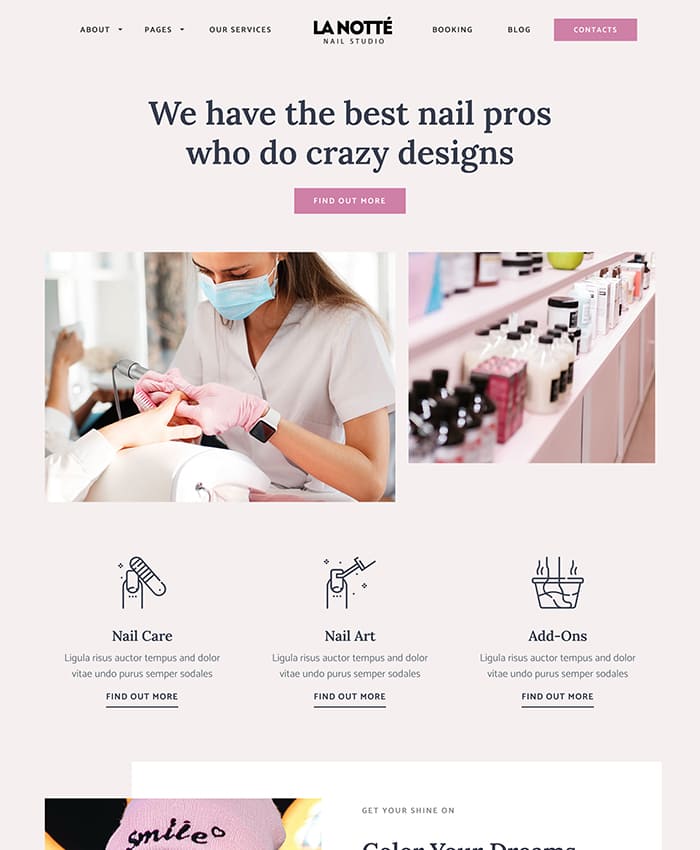 ABOUT PAGES OUR SERVICES LA NOTTÉ BOOKING BLOG CONTACTS
NAIL STUDIO
We have the best nail pros
who do crazy designs
FIND OUT MORE
Nail Care
Ligula risus auctor tempus and dolor
vitae undo purus semper sodales
FIND OUT MORE
Nail Art
Ligula risus auctor tempus and dolor
vitae undo purus semper sodales
FIND OUT MORE
Add-Ons
Ligula risus auctor tempus and dolor
vitae undo purus semper sodales
FIND OUT MORE
smile
GET YOUR SHINE ON
Color Your Dreams